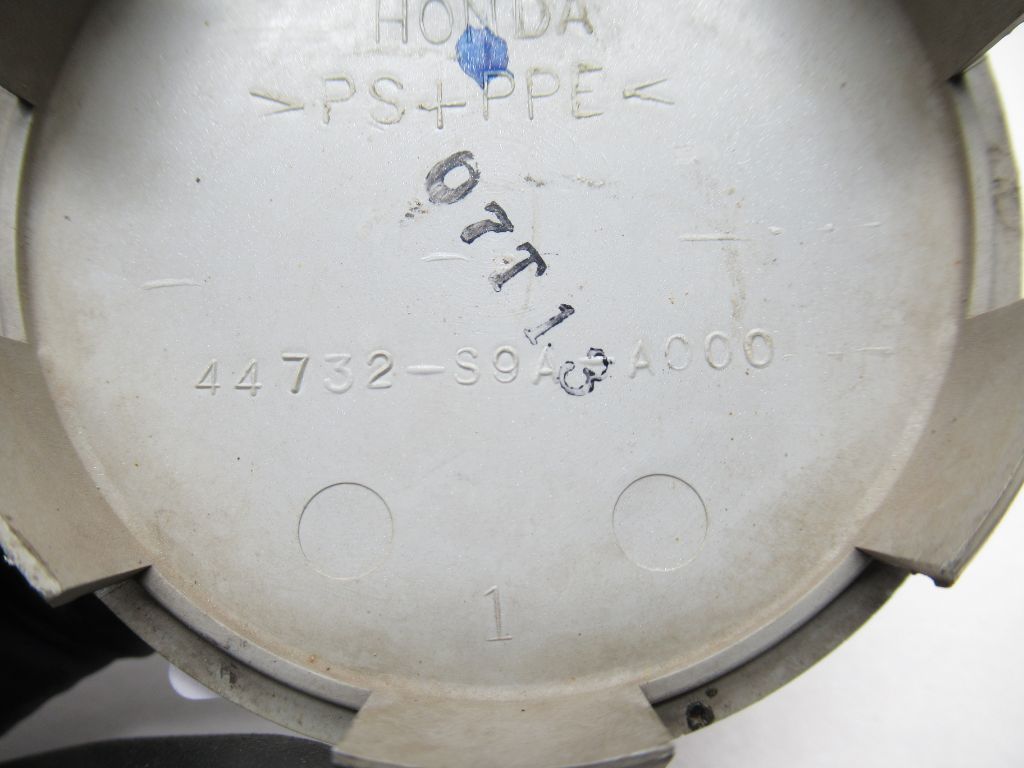 HONDA
>PS+PPE<
07T13
44732-S9A-A000
1